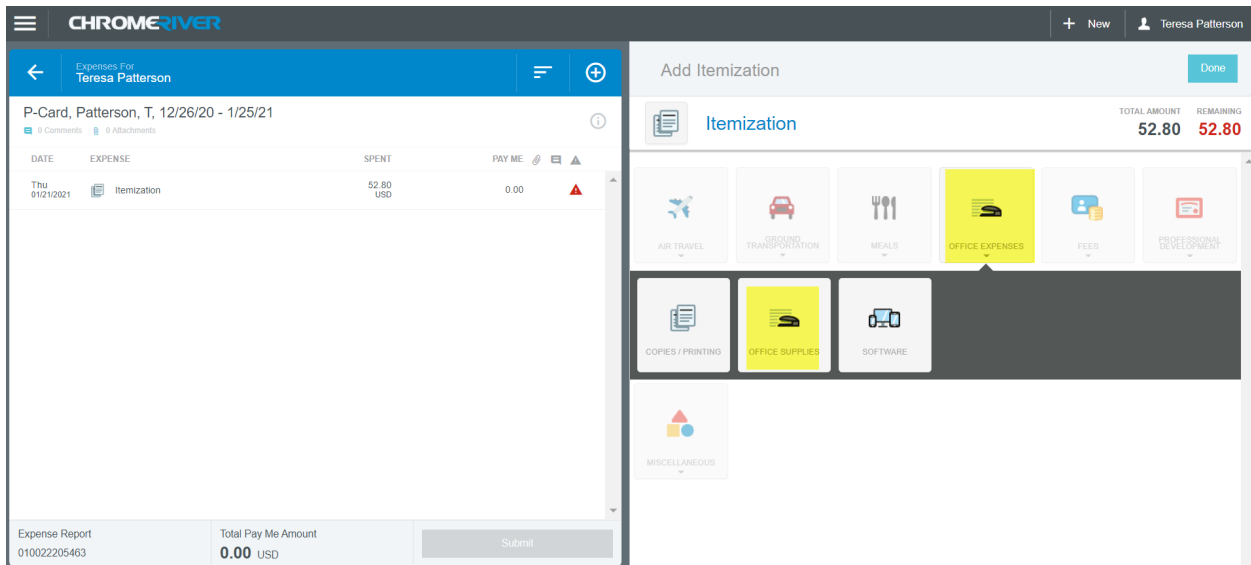 CHROMERIVER
New
Teresa Patterson
Expenses For
Teresa Patterson
P-Card, Patterson, T, 12/26/20 - 1/25/21
0 Comments 0 Attachments
DATE EXPENSE SPENT PAY ME
Thu
01/21/2021
Itemization
52.80
USD
0.00
Expense Report
010022205463
Total Pay Me Amount
0.00 USD
Submit
Add Itemization
Done
Itemization
TOTAL AMOUNT REMAINING
52.80 52.80
AIR TRAVEL
GROUND
TRANSPORTATION
MEALS
OFFICE EXPENSES
FEES
PROFESSIONAL
DEVELOPMENT
COPIES / PRINTING
OFFICE SUPPLIES
SOFTWARE
MISCELLANEOUS